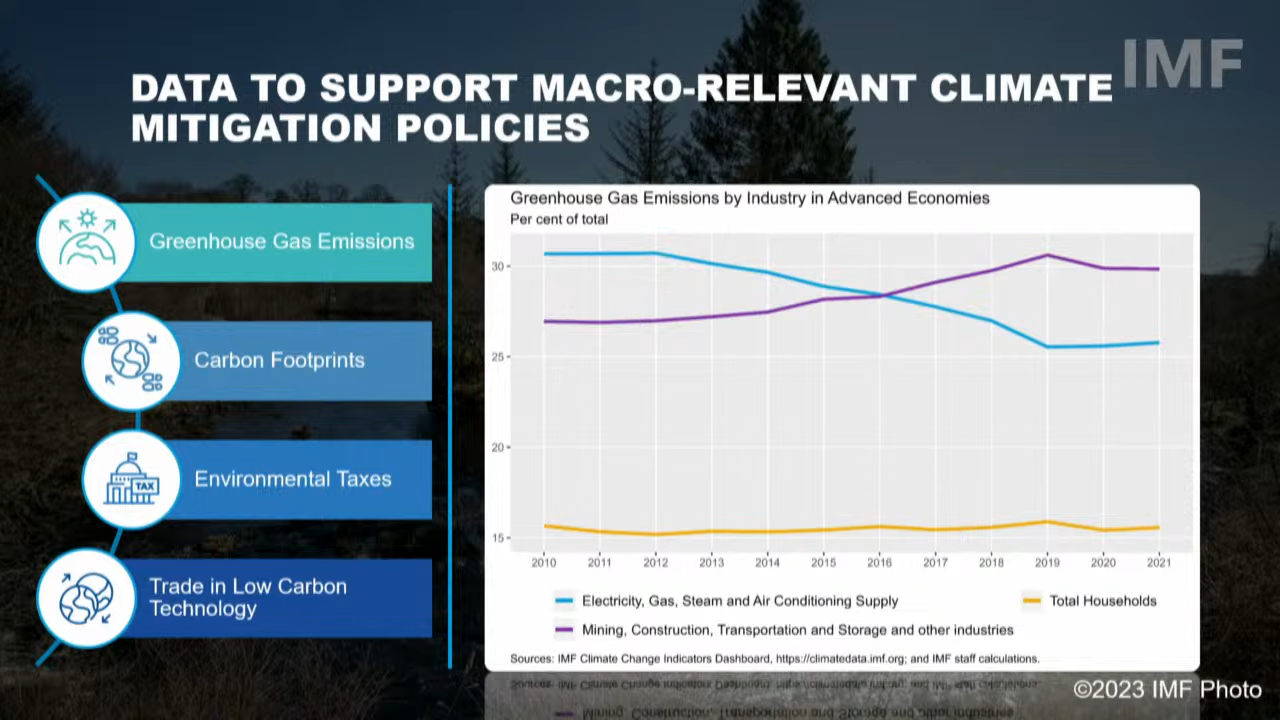 IMF
DATA TO SUPPORT MACRO-RELEVANT CLIMATE
MITIGATION POLICIES
Greenhouse Gas Emissions
Carbon Footprints
TAX
Environmental Taxes
Trade in Low Carbon
Technology
Greenhouse Gas Emissions by Industry in Advanced Economies
Per cent of total
30
25
20
15
2010 2011 2012 2013 2014 2015 2016 2017 2018 2019 2020 2021
Electricity, Gas, Steam and Air Conditioning Supply Total Households
Mining, Construction, Transportation and Storage and other industries
Sources: IMF Climate Change Indicators Dashboard, https://climatedata.imf.org; and IMF staff calculations.
©2023 IMF Photo